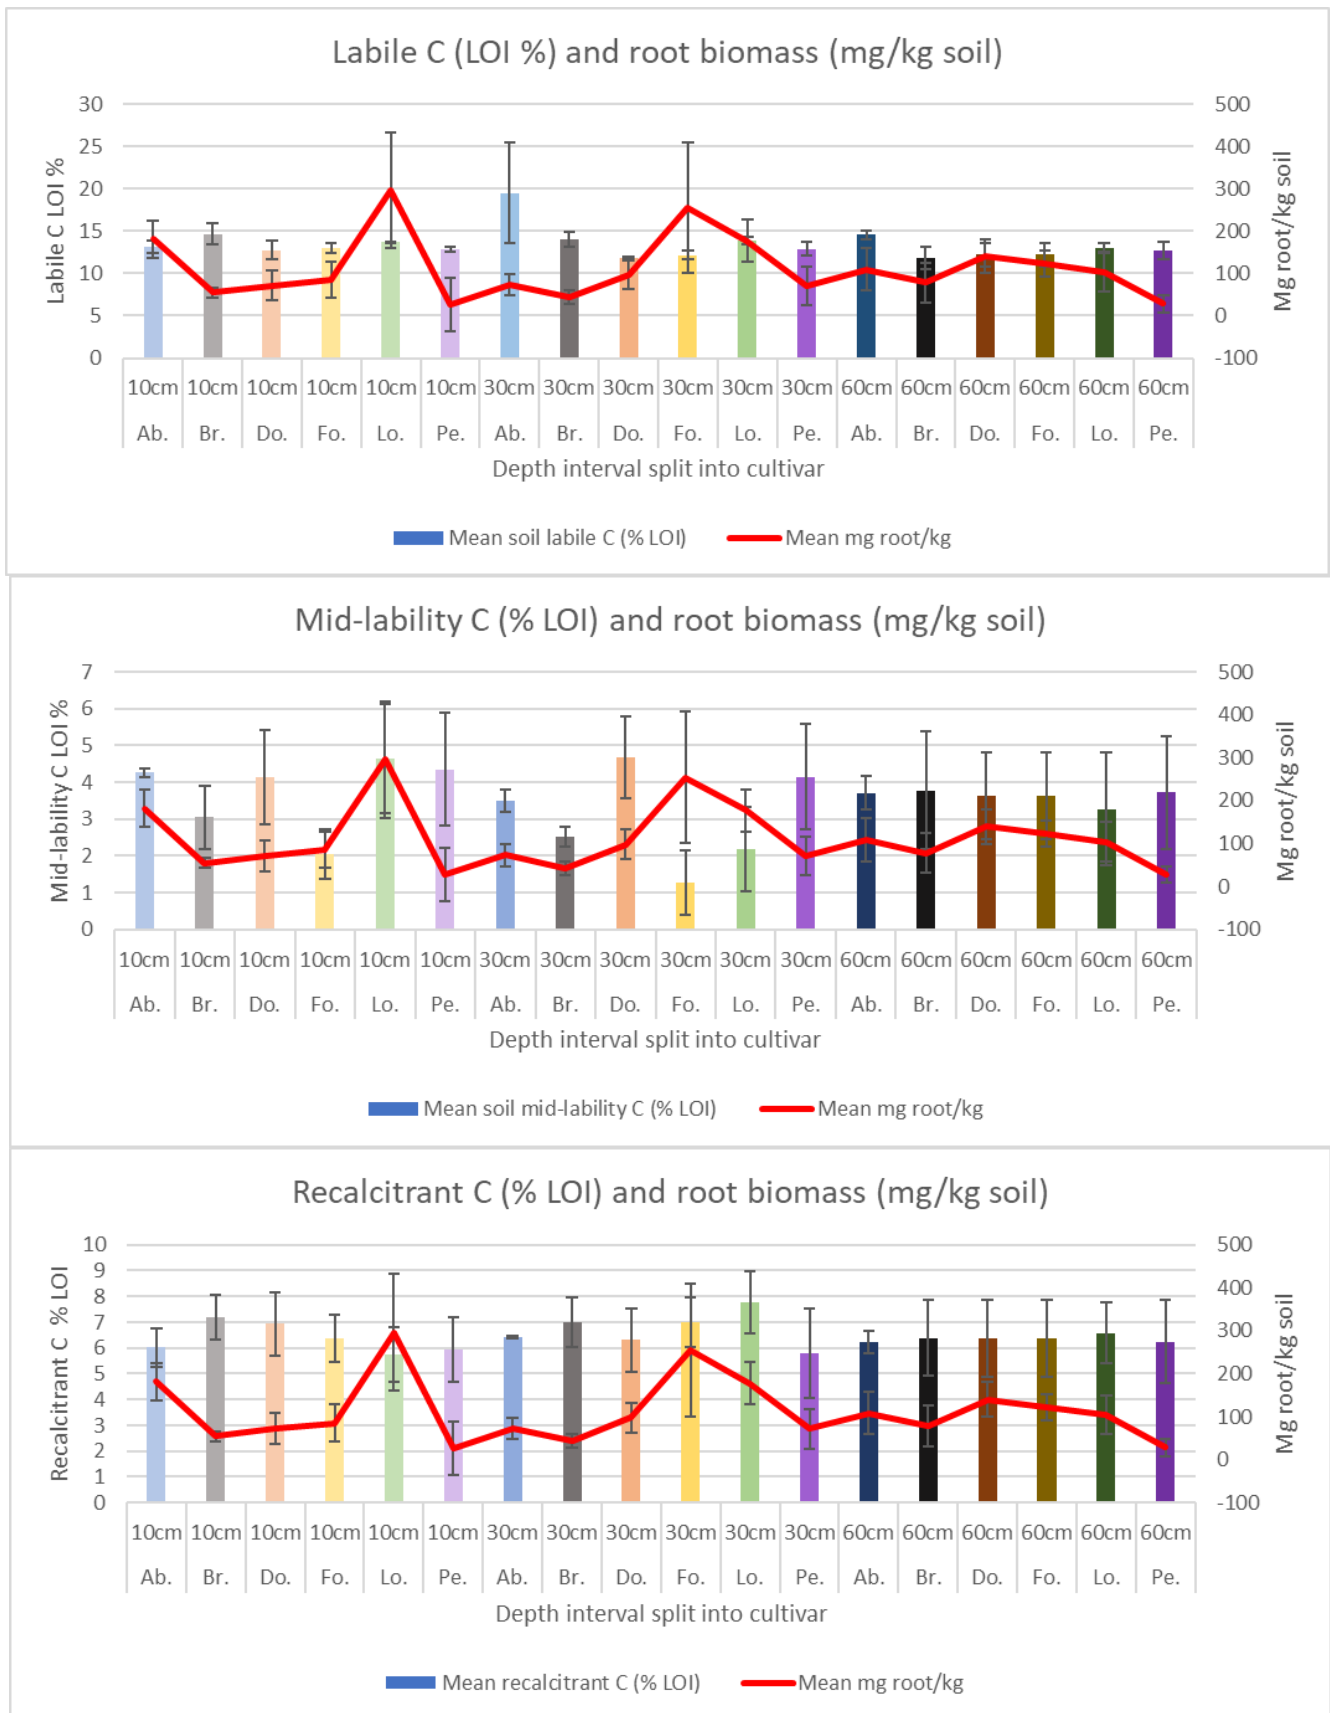 Labile C (LOI %) and root biomass (mg/kg soil)
30 500
25 400
20 300
15 200
10 100
5 0
0 -100
Labile C LOI %
Mg root/kg soil
10cm 10cm 10cm 10cm 10cm 10cm 30cm 30cm 30cm 30cm 30cm 30cm 60cm 60cm 60cm 60cm 60cm 60cm
Ab. Br. Do. Fo. Lo. Pe. Ab. Br. Do. Fo. Lo. Pe. Ab. Br. Do. Fo. Lo. Pe.
Depth interval split into cultivar
Mean soil labile C (% LOI) Mean mg root/kg
Mid-lability C (% LOI) and root biomass (mg/kg soil)
7 500
6 400
5 300
4 200
3 100
2 0
1 -100
0
Mid-lability C LOI %
Mg root/kg soil
10cm 10cm 10cm 10cm 10cm 10cm 30cm 30cm 30cm 30cm 30cm 30cm 60cm 60cm 60cm 60cm 60cm 60cm
Ab. Br. Do. Fo. Lo. Pe. Ab. Br. Do. Fo. Lo. Pe. Ab. Br. Do. Fo. Lo. Pe.
Depth interval split into cultivar
Mean soil mid-lability C (% LOI) Mean mg root/kg
Recalcitrant C (% LOI) and root biomass (mg/kg soil)
10 500
9 400
8 300
7 200
6 100
5 0
4 -100
3
2
1
0
Recalcitrant C % LOI
Mg root/kg soil
10cm 10cm 10cm 10cm 10cm 10cm 30cm 30cm 30cm 30cm 30cm 30cm 60cm 60cm 60cm 60cm 60cm 60cm
Ab. Br. Do. Fo. Lo. Pe. Ab. Br. Do. Fo. Lo. Pe. Ab. Br. Do. Fo. Lo. Pe.
Depth interval split into cultivar
Mean recalcitrant C (% LOI) Mean mg root/kg